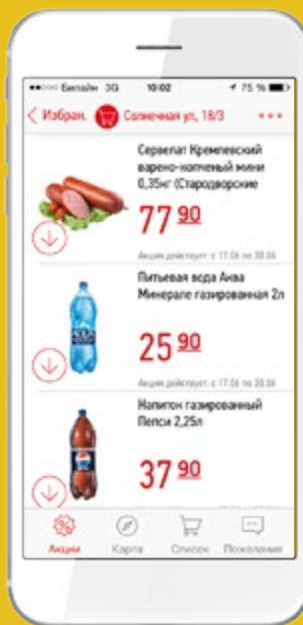 Билайн 3G 10:02 75 %
Избран. Солнечная ул, 18/3
Сервелат Кремлевский
варено-копченый мини
0,35кг (Стародворские
77 90
Акция действует: с 17.06 по 30.06
Питьевая вода Аква
Минерале газированная 2л
25 90
Акция действует: с 17.06 по 30.06
Напиток газированный
Пепси 2,25л
37 90
Акции Карта Список Пожелания